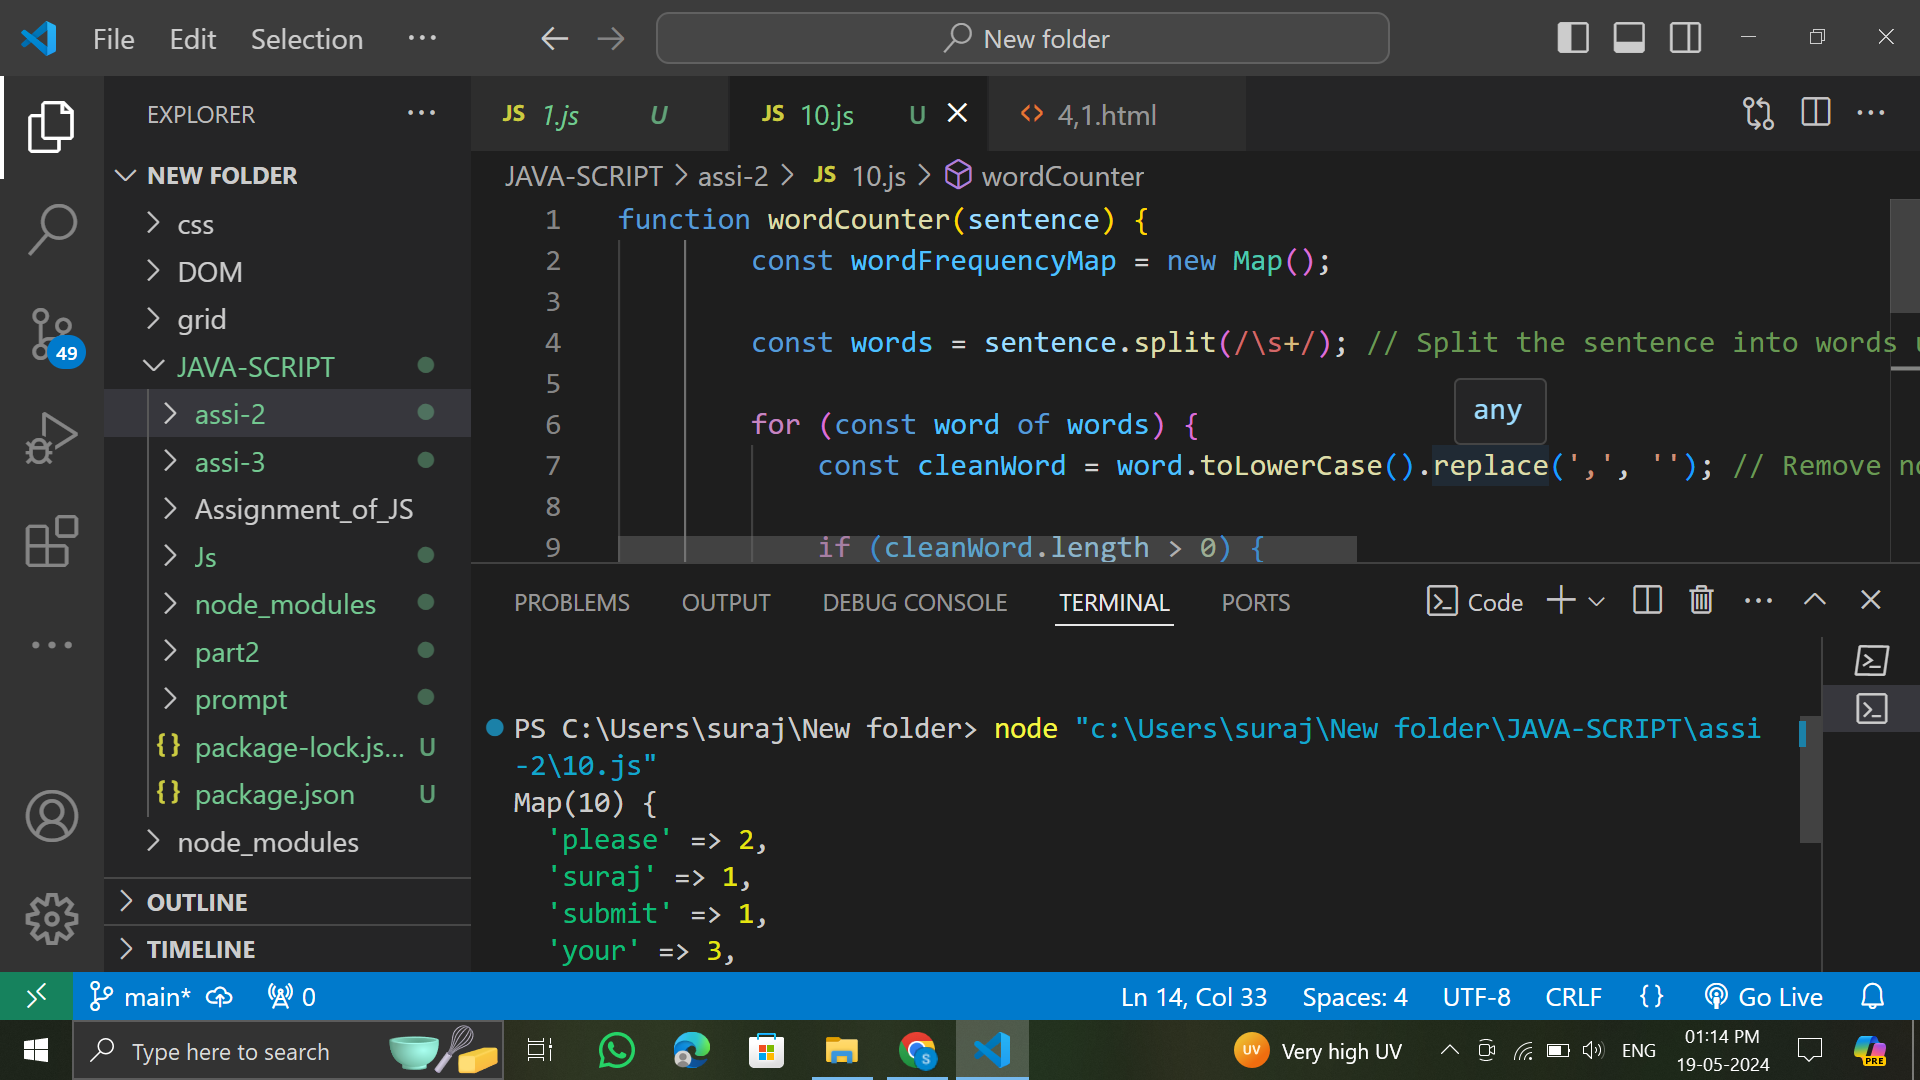 File Edit Selection ...
New folder
EXPLORER ...
NEW FOLDER
css
DOM
grid
JAVA-SCRIPT
assi-2
assi-3
Assignment_of_JS
Js
node_modules
part2
prompt
{} package-lock.js... U
{} package.json U
node_modules
OUTLINE
TIMELINE
49
JS 1.js U
JS 10.js U
<> 4,1.html
JAVA-SCRIPT > assi-2 > JS 10.js > wordCounter
1 function wordCounter(sentence) {
2 const wordFrequencyMap = new Map();
3
4 const words = sentence.split(/\s+/); // Split the sentence into words u
5
any
6 for (const word of words) {
7 const cleanWord = word.toLowerCase().replace(',', ''); // Remove no
8
9 if (cleanWord.length > 0) {
PROBLEMS OUTPUT DEBUG CONSOLE TERMINAL PORTS
Code
PS C:\Users\suraj\New folder> node "c:\Users\suraj\New folder\JAVA-SCRIPT\assi
-2\10.js"
Map(10) {
'please' => 2,
'suraj' => 1,
'submit' => 1,
'your' => 3,
main* 0 Ln 14, Col 33 Spaces: 4 UTF-8 CRLF {} Go Live
Type here to search
UV Very high UV
ENG
01:14 PM
19-05-2024
S
PRE